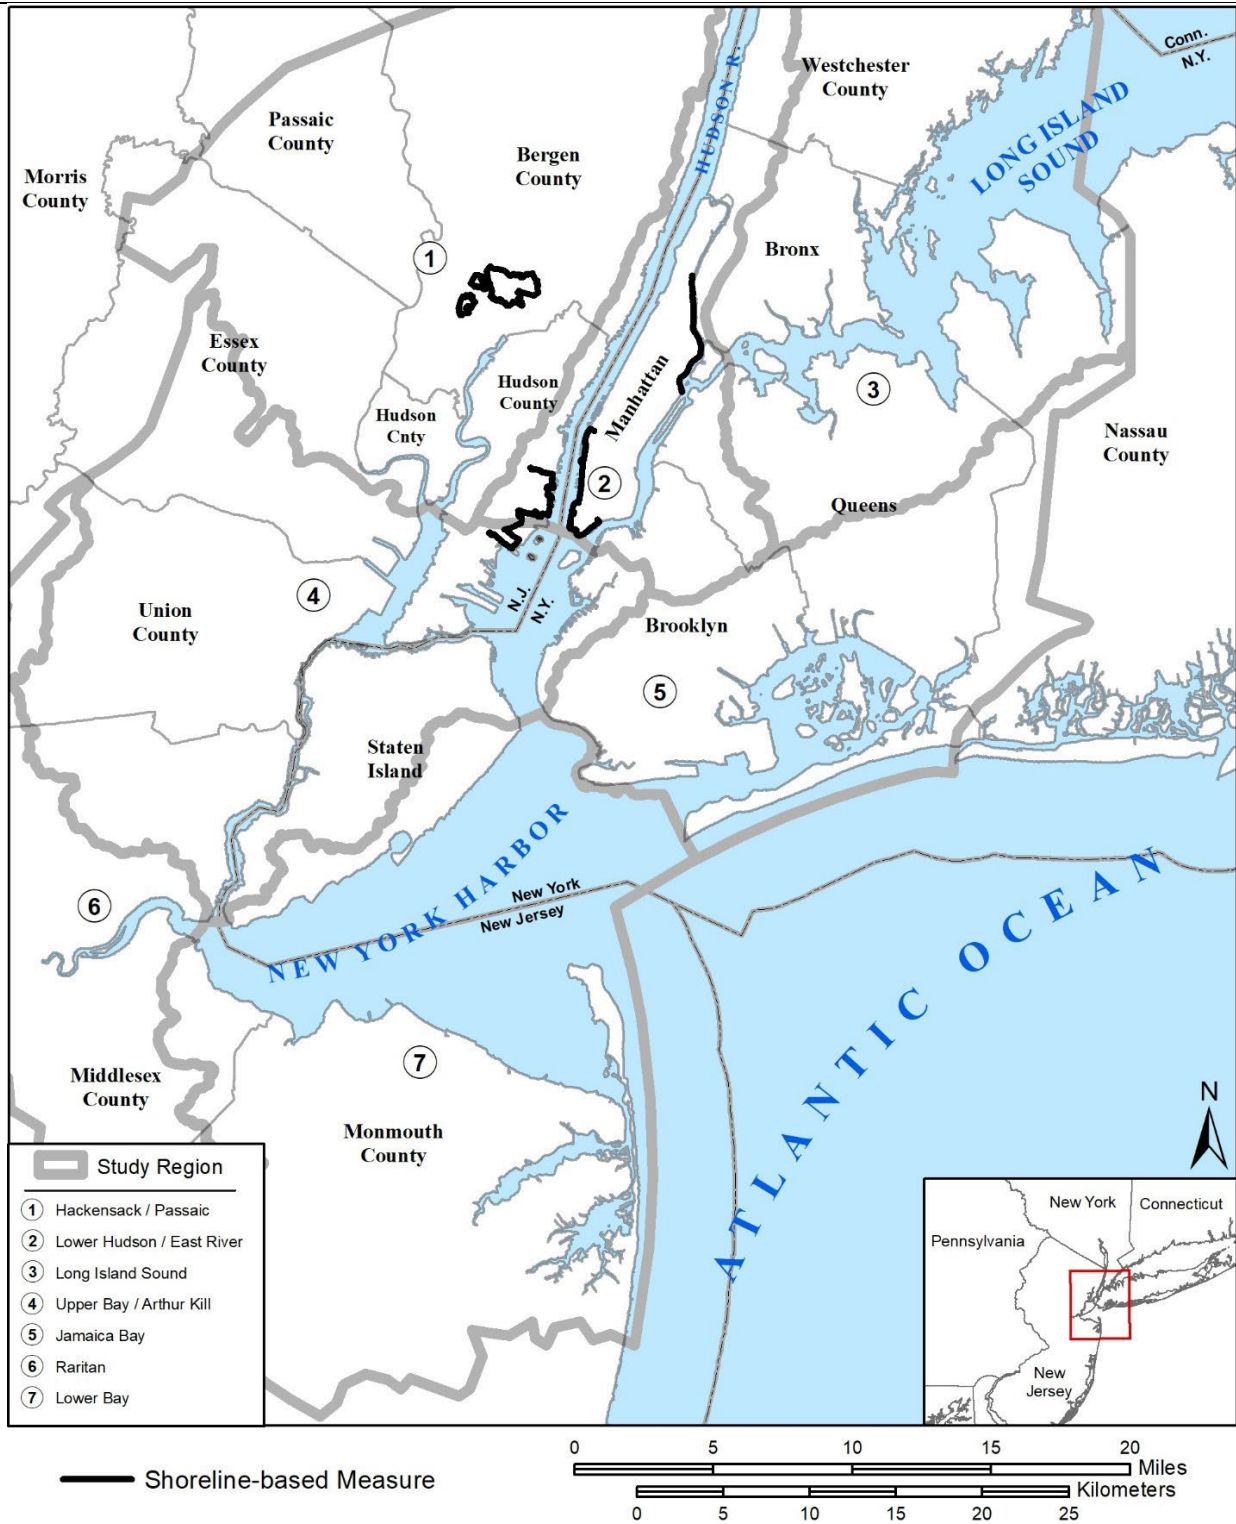 Conn.
N.Y.
Westchester
County
HUDSON R.
LONG ISLAND
SOUND
Passaic
County
Bergen
County
Morris
County
Bronx
1
Essex
County
Hudson
County
Manhattan
3
Hudson
Cnty
Nassau
County
2
Queens
4
N.J.
N.Y.
Union
County
Brooklyn
5
Staten
Island
NEW YORK HARBOR
New York
New Jersey
6
ATLANTIC OCEAN
7
Middlesex
County
Monmouth
County
N
Study Region
1 Hackensack / Passaic
2 Lower Hudson / East River
3 Long Island Sound
4 Upper Bay / Arthur Kill
5 Jamaica Bay
6 Raritan
7 Lower Bay
New York
Connecticut
Pennsylvania
New
Jersey
Shoreline-based Measure
0 5 10 15 20
Miles
Kilometers
0 5 10 15 20 25